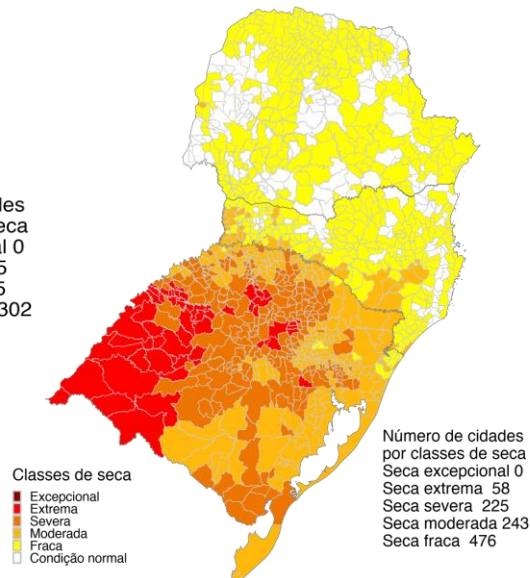 des
eca
al 0
5
5
302
Classes de seca
Excepcional
Extrema
Severa
Moderada
Fraca
Condição normal
Número de cidades
por classes de seca
Seca excepcional 0
Seca extrema 58
Seca severa 225
Seca moderada 243
Seca fraca 476